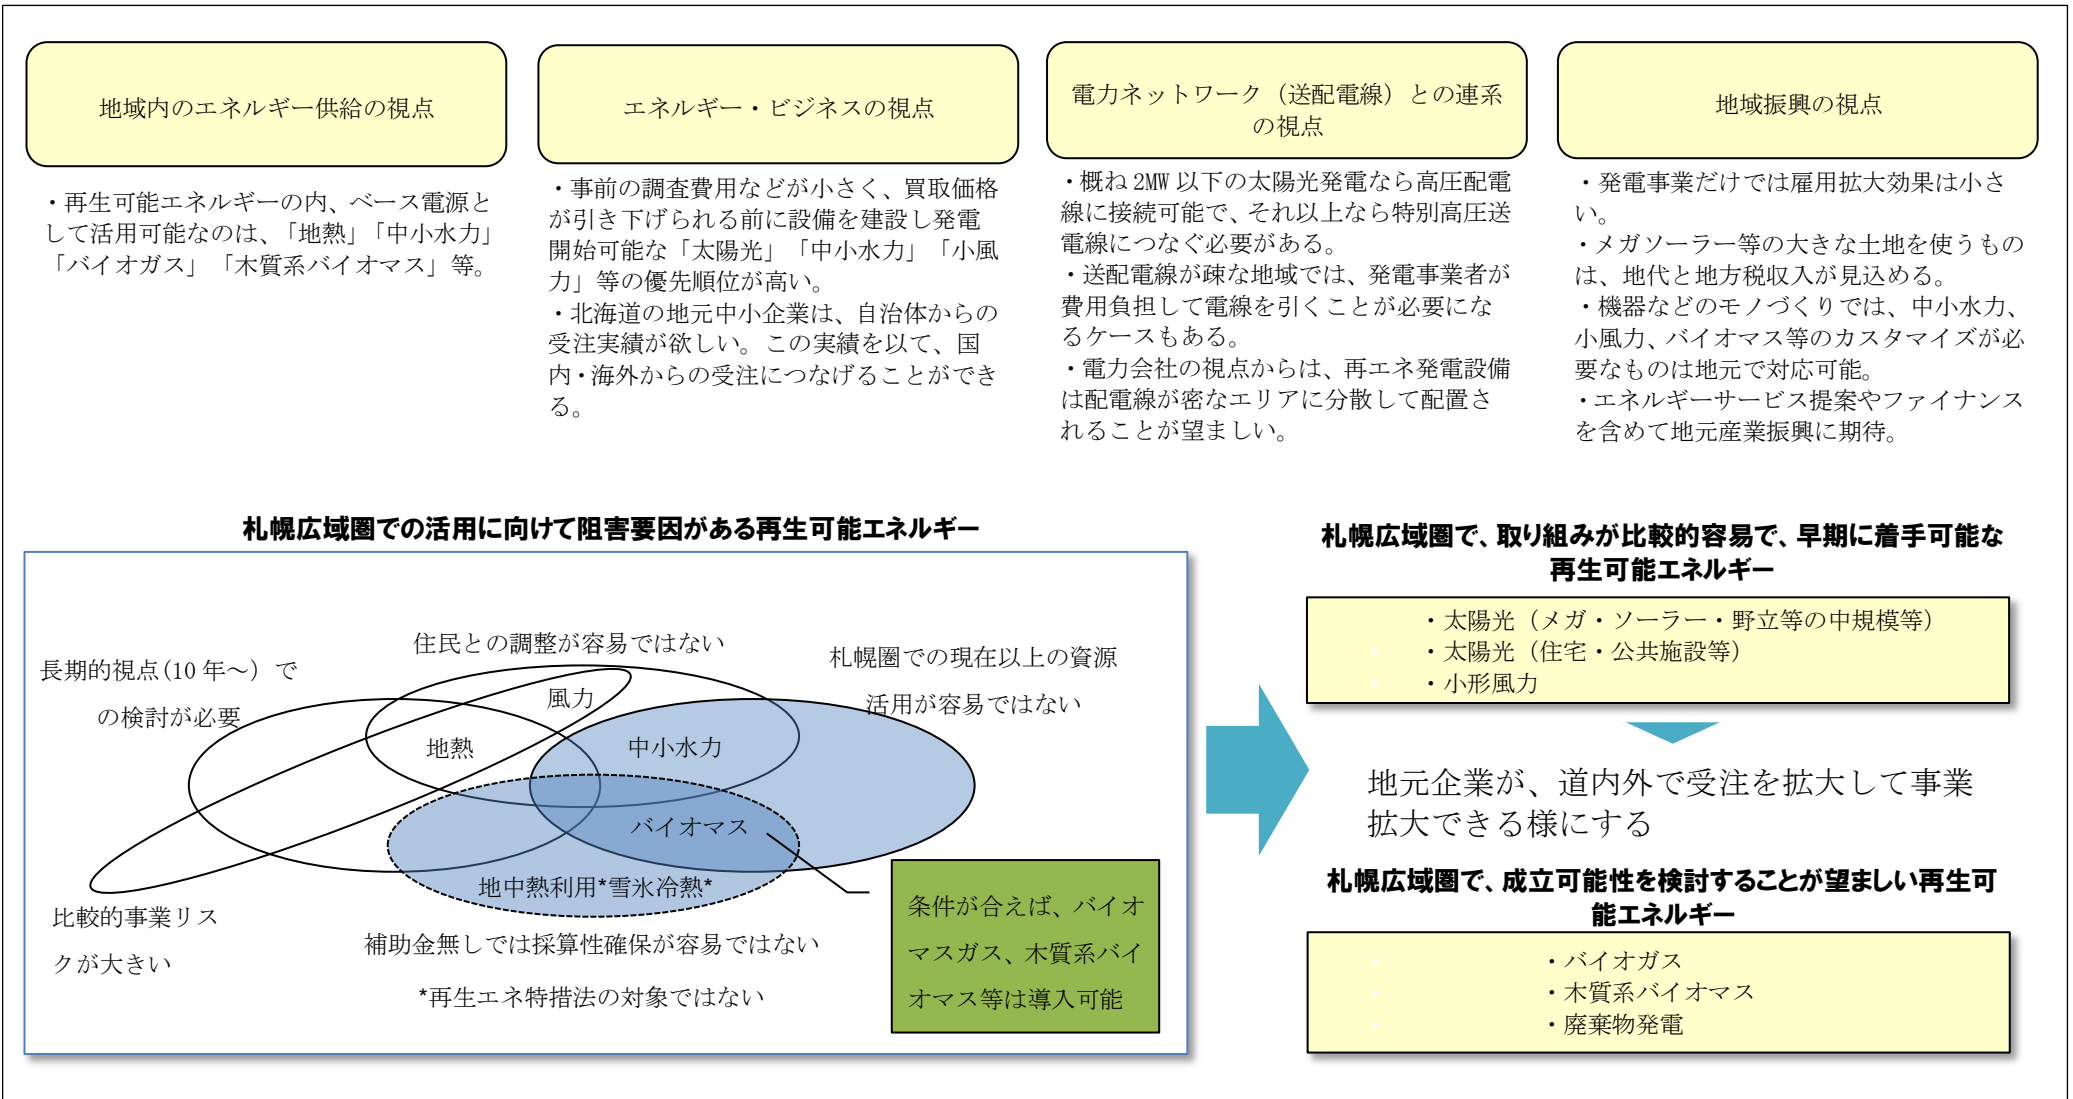 地域内のエネルギー供給の視点
・再生可能エネルギーの内、ベース電源と
して活用可能なのは、「地熱」「中小水力」
「バイオガス」「木質系バイオマス」等。
エネルギー・ビジネスの視点
・事前の調査費用などが小さく、買取価格
が引き下げられる前に設備を建設し発電
開始可能な「太陽光」「中小水力」「小風
力」等の優先順位が高い。
・北海道の地元中小企業は、自治体からの
受注実績が欲しい。この実績を以て、国
内・海外からの受注につなげることができ
る。
電力ネットワーク（送配電線）との連系
の視点
・概ね 2MW 以下の太陽光発電なら高圧配電
線に接続可能で、それ以上なら特別高圧送
電線につなぐ必要がある。
・送配電線が疎な地域では、発電事業者が
費用負担して電線を引くことが必要にな
るケースもある。
・電力会社の視点からは、再エネ発電設備
は配電線が密なエリアに分散して配置さ
れることが望ましい。
地域振興の視点
・発電事業だけでは雇用拡大効果は小さ
い。
・メガソーラー等の大きな土地を使うもの
は、地代と地方税収入が見込める。
・機器などのモノづくりでは、中小水力、
小風力、バイオマス等のカスタマイズが必
要なものは地元で対応可能。
・エネルギーサービス提案やファイナンス
を含めて地元産業振興に期待。
札幌広域圏での活用に向けて阻害要因がある再生可能エネルギー
長期的視点(10 年～）で
の検討が必要
住民との調整が容易ではない
札幌圏での現在以上の資源
活用が容易ではない
風力
地熱
中小水力
バイオマス
地中熱利用*雪氷冷熱*
比較的事業リス
クが大きい
補助金無しでは採算性確保が容易ではない
*再生エネ特措法の対象ではない
条件が合えば、バイオ
マスガス、木質系バイ
オマス等は導入可能
札幌広域圏で、取り組みが比較的容易で、早期に着手可能な
再生可能エネルギー
・太陽光（メガ・ソーラー・野立等の中規模等）
・太陽光（住宅・公共施設等）
・小形風力
地元企業が、道内外で受注を拡大して事業
拡大できる様にする
札幌広域圏で、成立可能性を検討することが望ましい再生可
能エネルギー
・バイオガス
・木質系バイオマス
・廃棄物発電